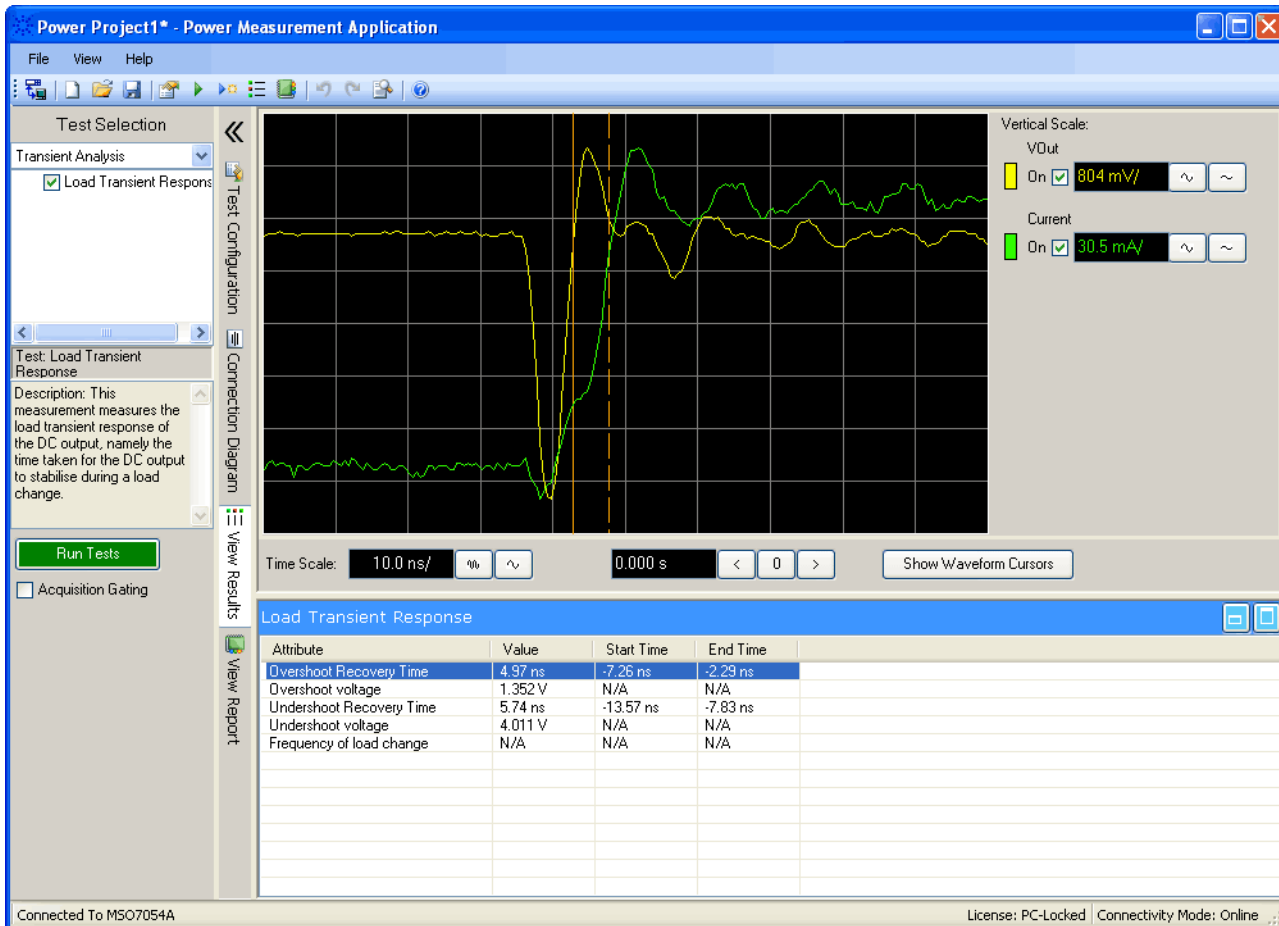 Power Project1* - Power Measurement Application
File View Help
Test Selection
Transient Analysis
Load Transient Respons
Test: Load Transient
Response
Description: This
measurement measures the
load transient response of
the DC output, namely the
time taken for the DC output
to stabilise during a load
change.
Run Tests
Acquisition Gating
Test Configuration
Connection Diagram
View Results
View Report
Vertical Scale:
VOut
On 804 mV/
Current
On 30.5 mA/
Time Scale: 10.0 ns/ 0.000 s < 0 > Show Waveform Cursors
Load Transient Response
Attribute Value Start Time End Time
Overshoot Recovery Time 4.97 ns -7.26 ns -2.29 ns
Overshoot voltage 1.352 V N/A N/A
Undershoot Recovery Time 5.74 ns -13.57 ns -7.83 ns
Undershoot voltage 4.011 V N/A N/A
Frequency of load change N/A N/A N/A
Connected To MSO7054A License: PC-Locked Connectivity Mode: Online